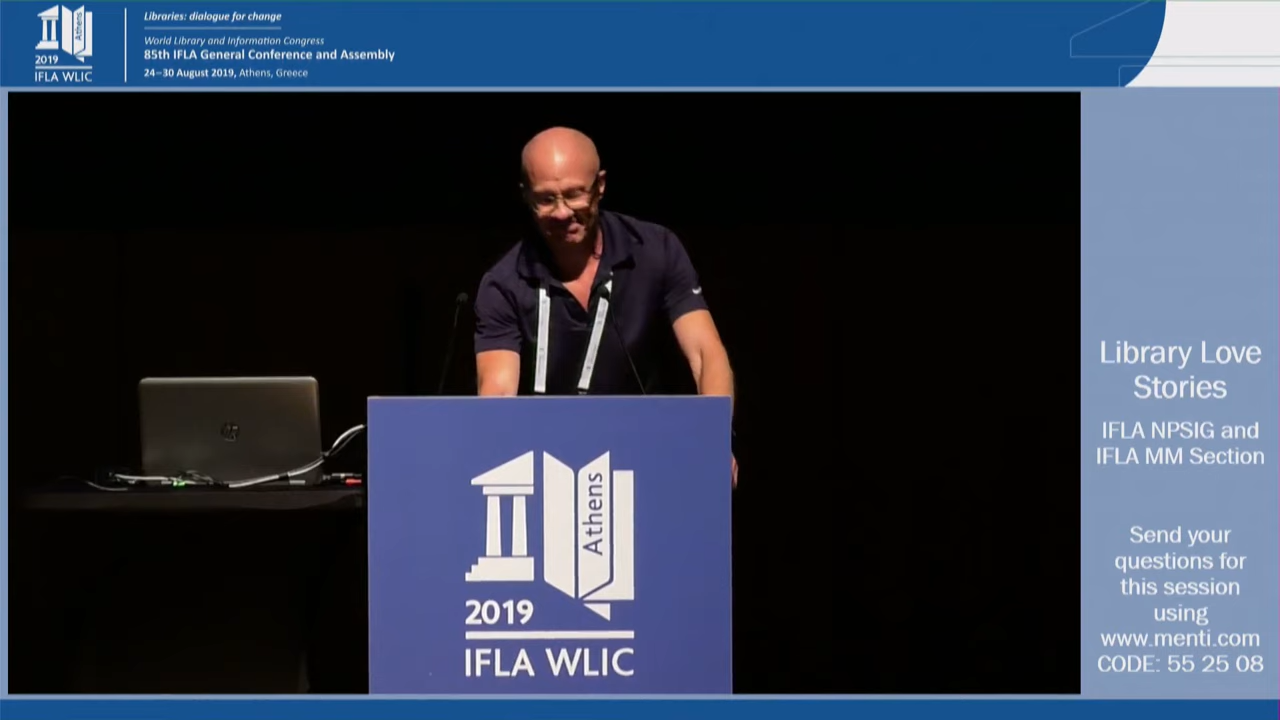 Athens
2019
IFLA WLIC
Libraries: dialogue for change
World Library and Information Congress
85th IFLA General Conference and Assembly
24–30 August 2019, Athens, Greece
hp
Athens
2019
IFLA WLIC
Library Love
Stories
IFLA NPSIG and
IFLA MM Section
Send your
questions for
this session
using
www.menti.com
CODE: 55 25 08